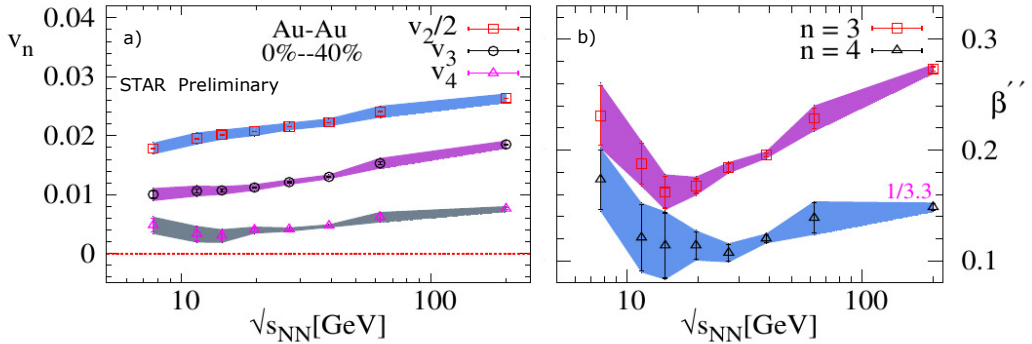 0.04
v_n
0.03
0.02
0.01
0
a)
Au-Au
0%--40%
STAR Preliminary
v_2/2
v_3
v_4
10 100
√s_NN[GeV]
b)
n = 3
n = 4
1/3.3
0.3
β′′
0.2
0.1
10 100
√s_NN[GeV]